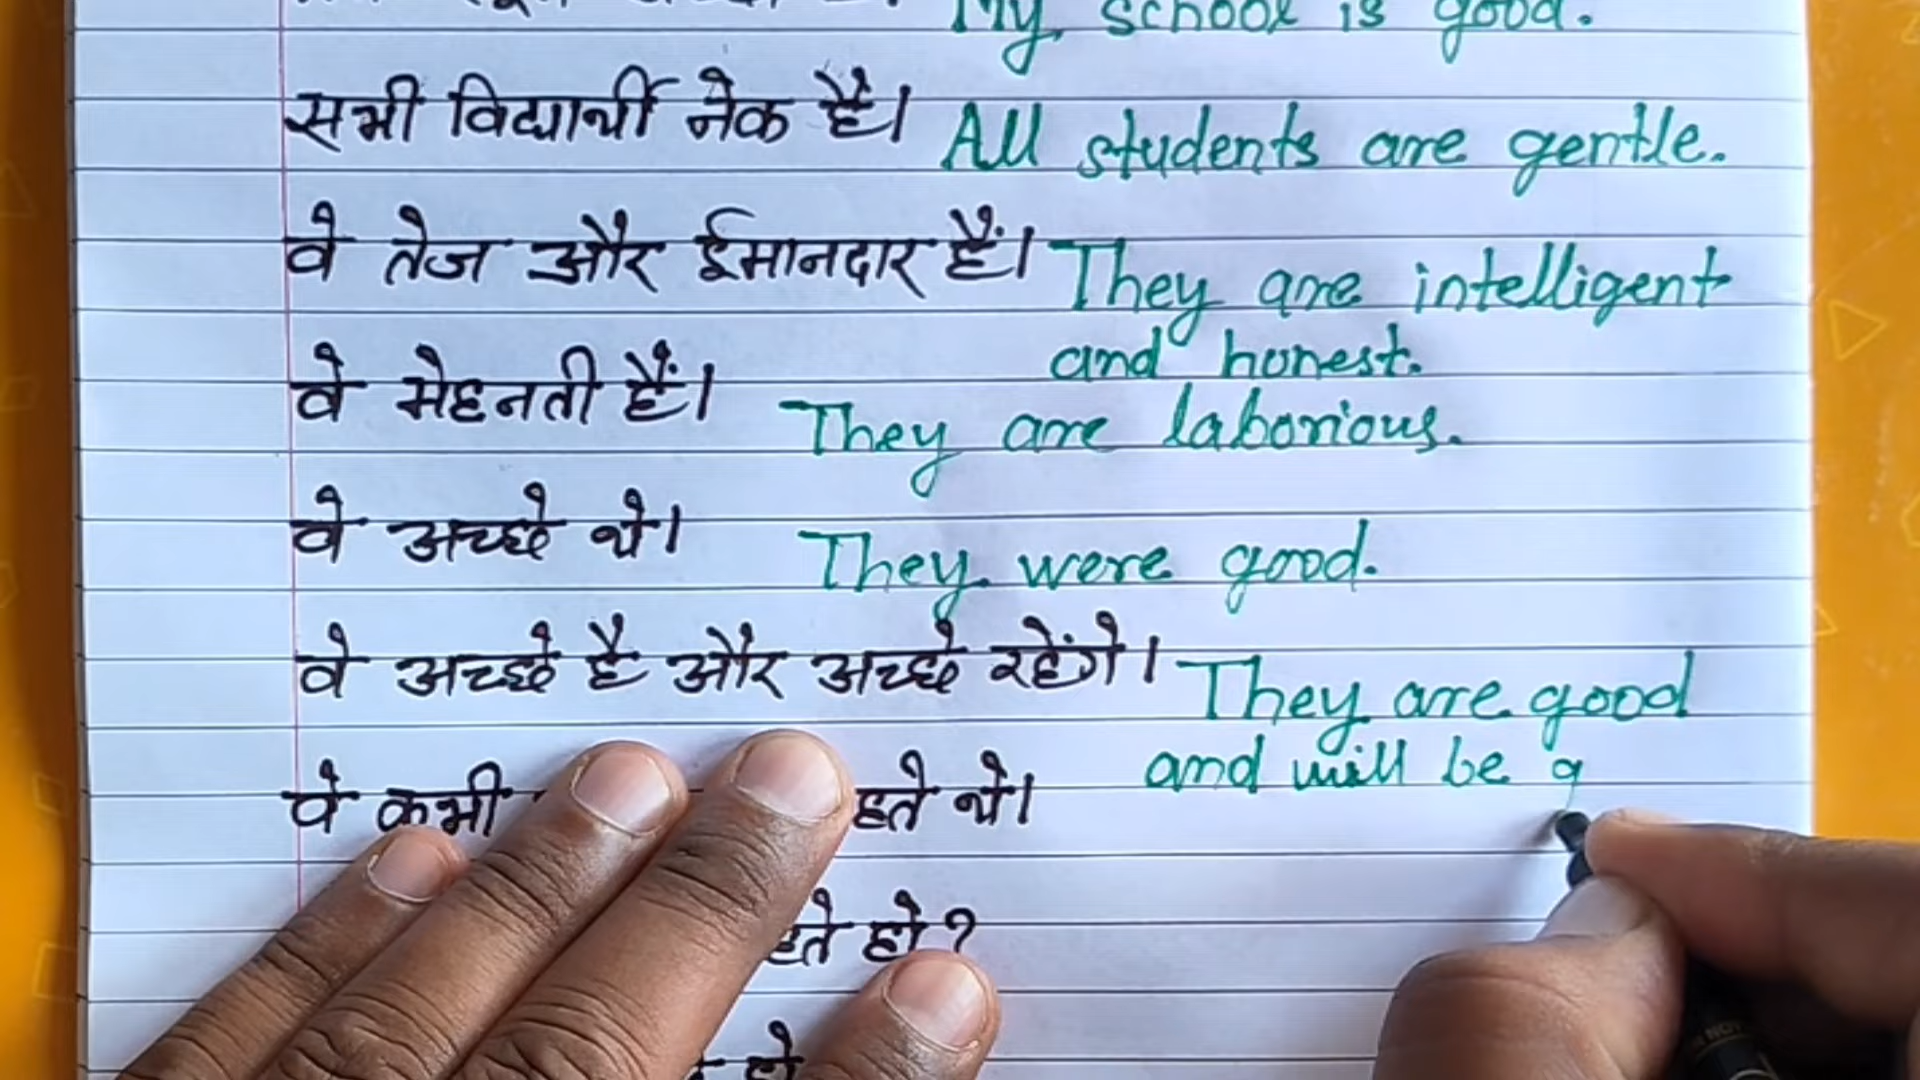 My school is good.
सभी विद्यार्थी नेक हैं। All students are gentle.
वे तेज और ईमानदार हैं। They are intelligent
and honest.
वे मेहनती हैं। They are laborious.
वे अच्छे थे। They were good.
वे अच्छे है और अच्छे रहेंगे। They are good
and will be g
वे कभी हते थे।
हते हो?